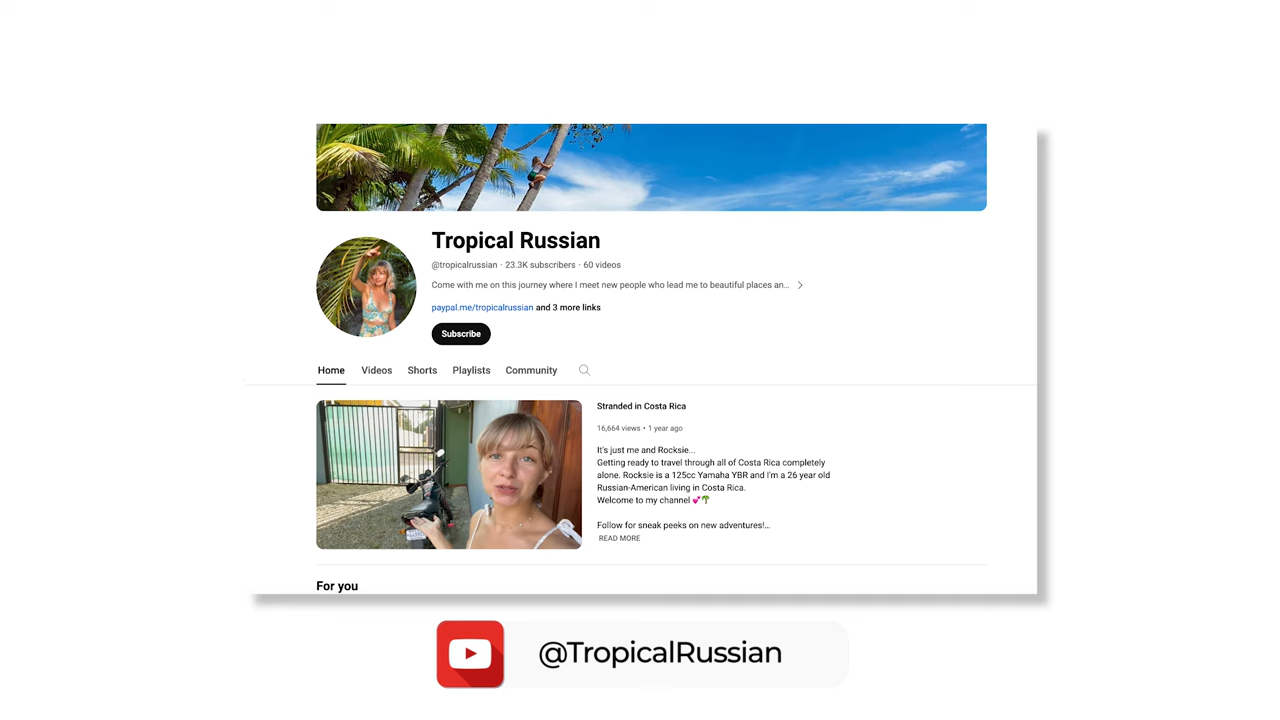 Tropical Russian
@tropicalrussian · 23.3K subscribers · 60 videos
Come with me on this journey where I meet new people who lead me to beautiful places an...
paypal.me/tropicalrussian and 3 more links
Subscribe
Home Videos Shorts Playlists Community
Stranded in Costa Rica
16,664 views • 1 year ago
It's just me and Rocksie...
Getting ready to travel through all of Costa Rica completely
alone. Rocksie is a 125cc Yamaha YBR and I'm a 26 year old
Russian-American living in Costa Rica.
Welcome to my channel 💕🌴
Follow for sneak peeks on new adventures!...
READ MORE
For you
@TropicalRussian